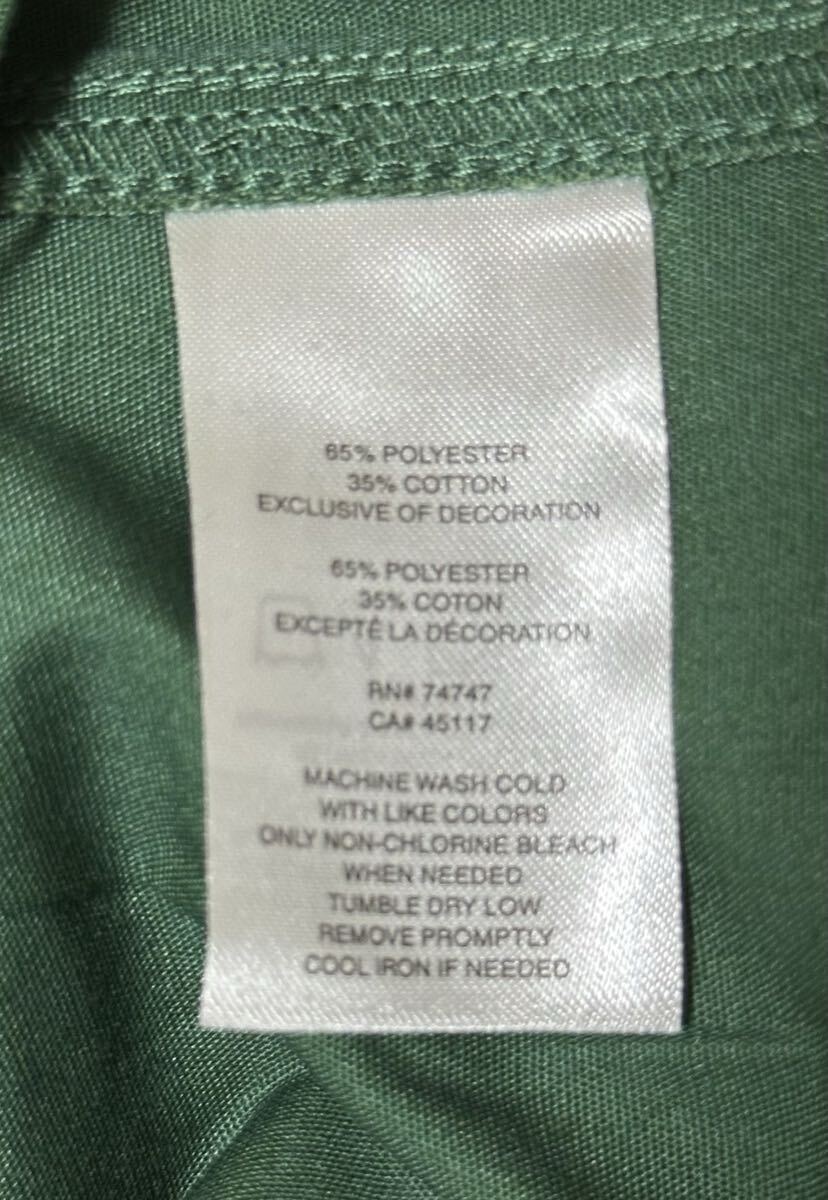 65% POLYESTER
35% COTTON
EXCLUSIVE OF DECORATION
65% POLYESTER
35% COTON
EXCEPTÉ LA DÉCORATION
RN# 74747
CA# 45117
MACHINE WASH COLD
WITH LIKE COLORS
ONLY NON-CHLORINE BLEACH
WHEN NEEDED
TUMBLE DRY LOW
REMOVE PROMPTLY
COOL IRON IF NEEDED